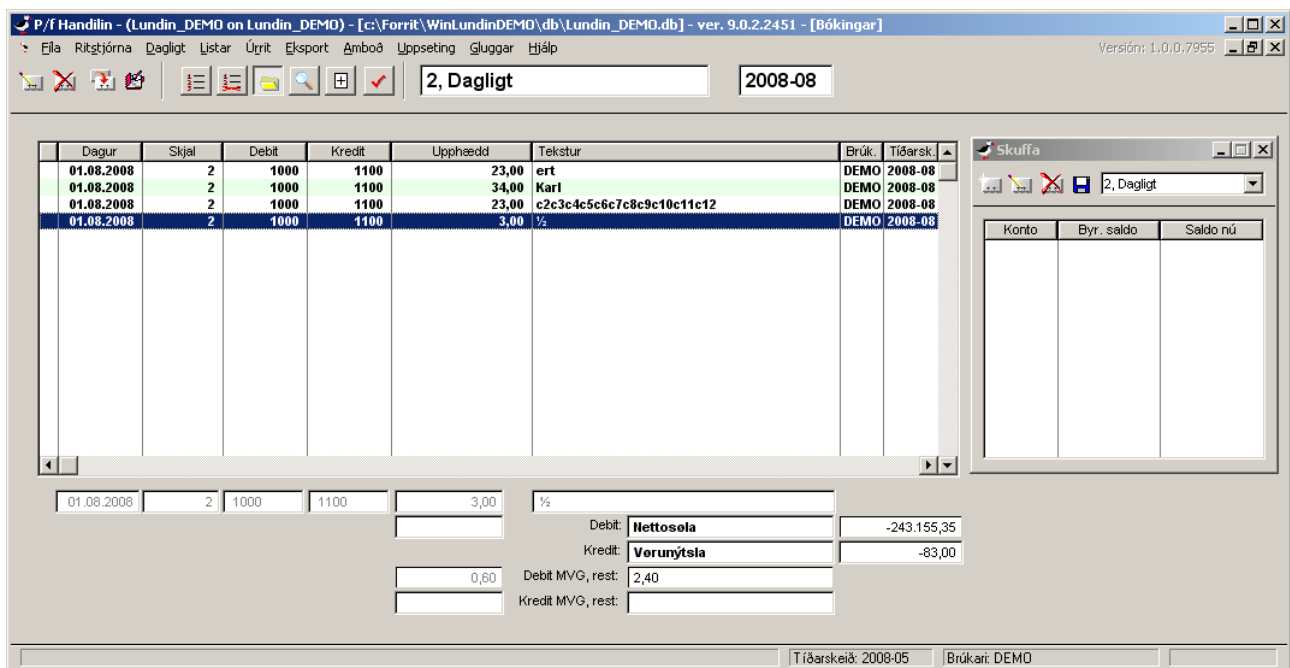 P/f Handilin - (Lundin_DEMO on Lundin_DEMO) - [c:\Forrit\WinLundinDEMO\db\Lundin_DEMO.db] - ver. 9.0.2.2451 - [Bókingar]
Fíla Ritstjórna Dagligt Listar Úrrit Eksport Amboð Uppseting Gluggar Hjálp Versión: 1.0.0.7955
2, Dagligt 2008-08
Dagur Skjal Debit Kredit Upphædd Tekstur Brúk. Tíðarsk.
01.08.2008 2 1000 1100 23,00 ert DEMO 2008-08
01.08.2008 2 1000 1100 34,00 Karl DEMO 2008-08
01.08.2008 2 1000 1100 23,00 c2c3c4c5c6c7c8c9c10c11c12 DEMO 2008-08
01.08.2008 2 1000 1100 3,00 ½ DEMO 2008-08
Skuffa
2, Dagligt
Konto Byr. saldo Saldo nú
01.08.2008 2 1000 1100 3,00 ½
Debit: Nettosøla -243.155,35
Kredit: Vørunýtsla -83,00
0,60 Debit MVG, rest: 2,40
Kredit MVG, rest:
Tíðarskeið: 2008-05 Brúkari: DEMO